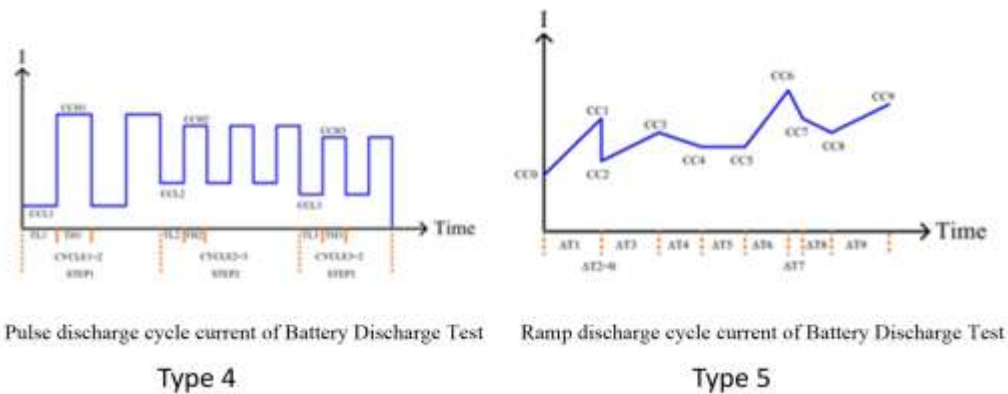 I
CCH1
CCH2
CCH3
CCL1
CCL2
CCL3
Time
TL1 TH1 TL2 TH2 TL3 TH3
CYCLE1=2 CYCLE2=3 CYCLE3=2
STEP1 STEP2
I
CC6
CC9
CC1
CC3
CC7
CC8
CC4 CC5
CC2
CC0
Time
ΔT1 ΔT3 ΔT4 ΔT5 ΔT6 ΔT8 ΔT9
ΔT2=0 ΔT7
Pulse discharge cycle current of Battery Discharge Test
Ramp discharge cycle current of Battery Discharge Test
Type 4
Type 5